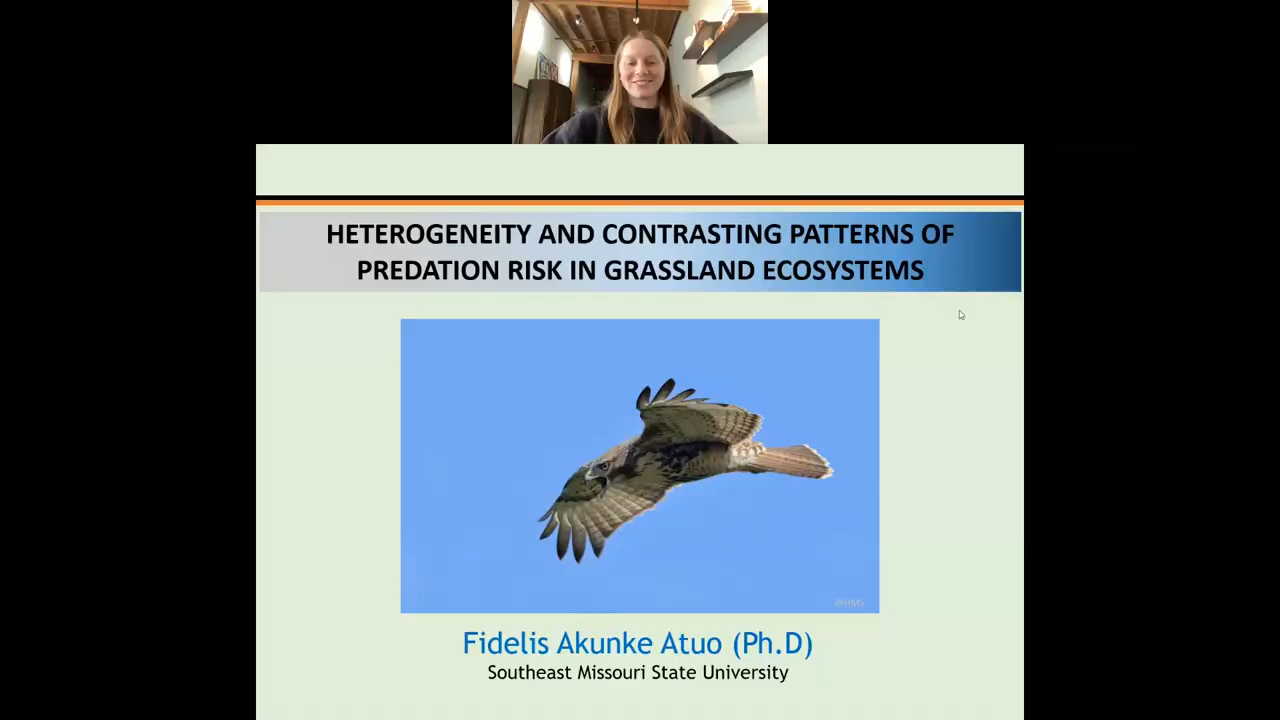 HETEROGENEITY AND CONTRASTING PATTERNS OF
PREDATION RISK IN GRASSLAND ECOSYSTEMS
Fidelis Akunke Atuo (Ph.D)
Southeast Missouri State University